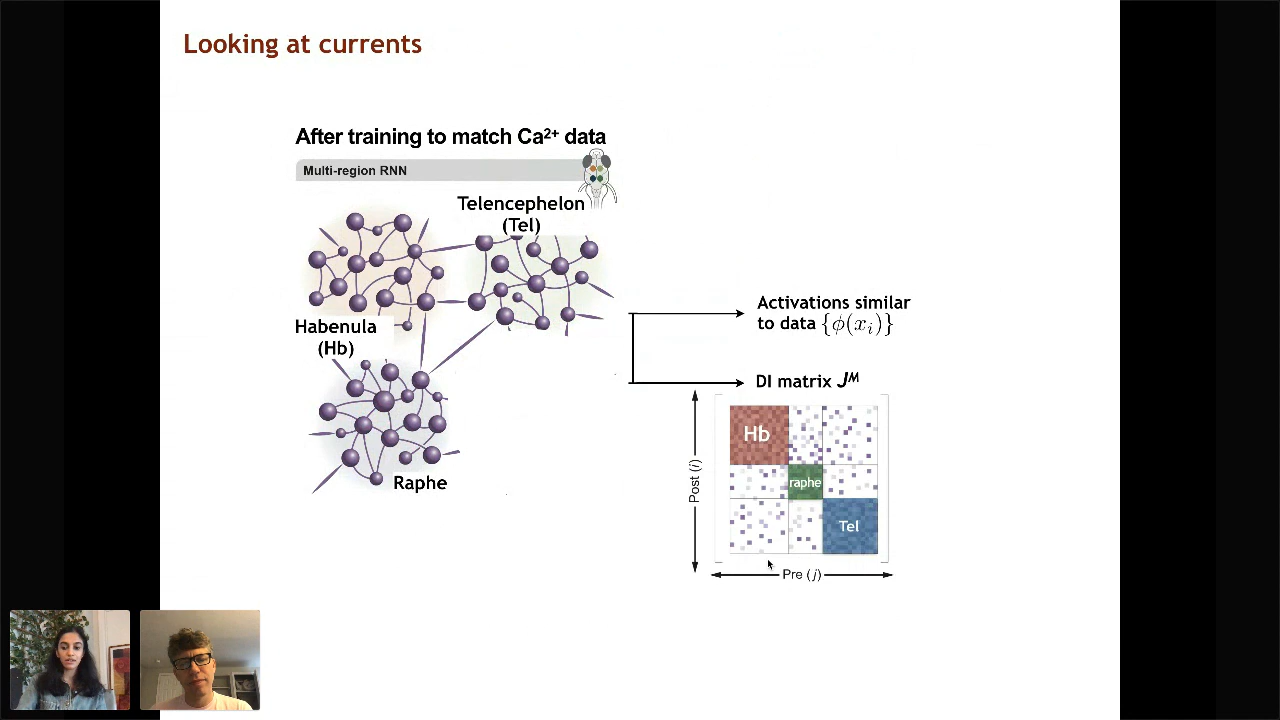 Looking at currents
After training to match Ca²⁺ data
Multi-region RNN
Telencephelon
(Tel)
Habenula
(Hb)
Raphe
Activations similar
to data {ϕ(xᵢ)}
DI matrix Jᴹ
Post (i)
Hb
raphe
Tel
Pre (j)